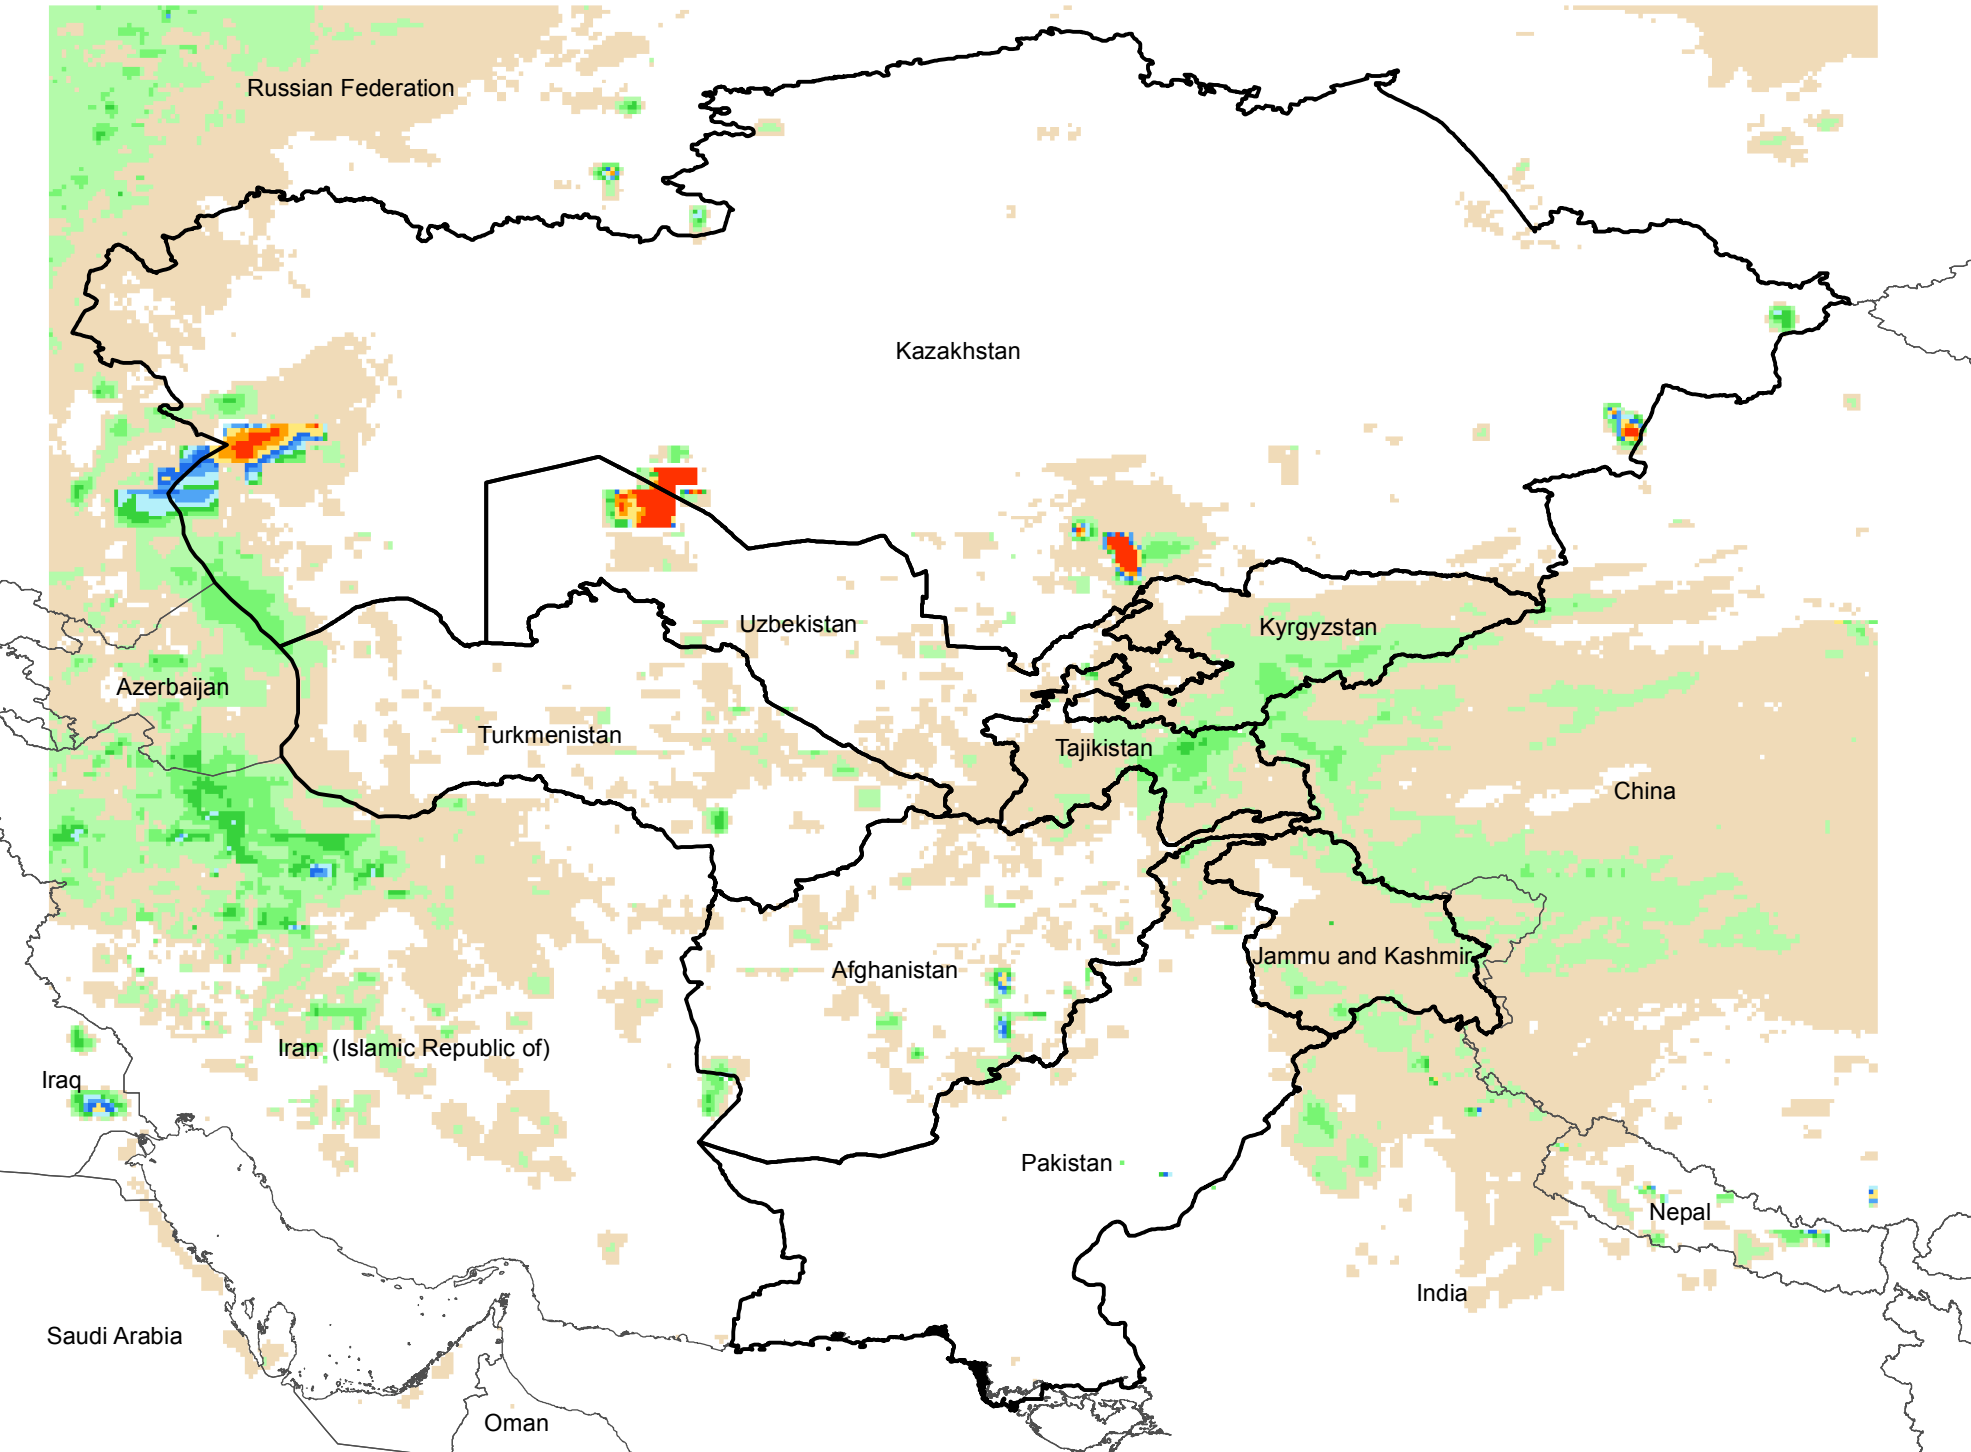 Russian Federation
Kazakhstan
Uzbekistan
Kyrgyzstan
Azerbaijan
Turkmenistan
Tajikistan
China
Afghanistan
Jammu and Kashmir
Iran (Islamic Republic of)
Iraq
Pakistan
Nepal
India
Saudi Arabia
Oman